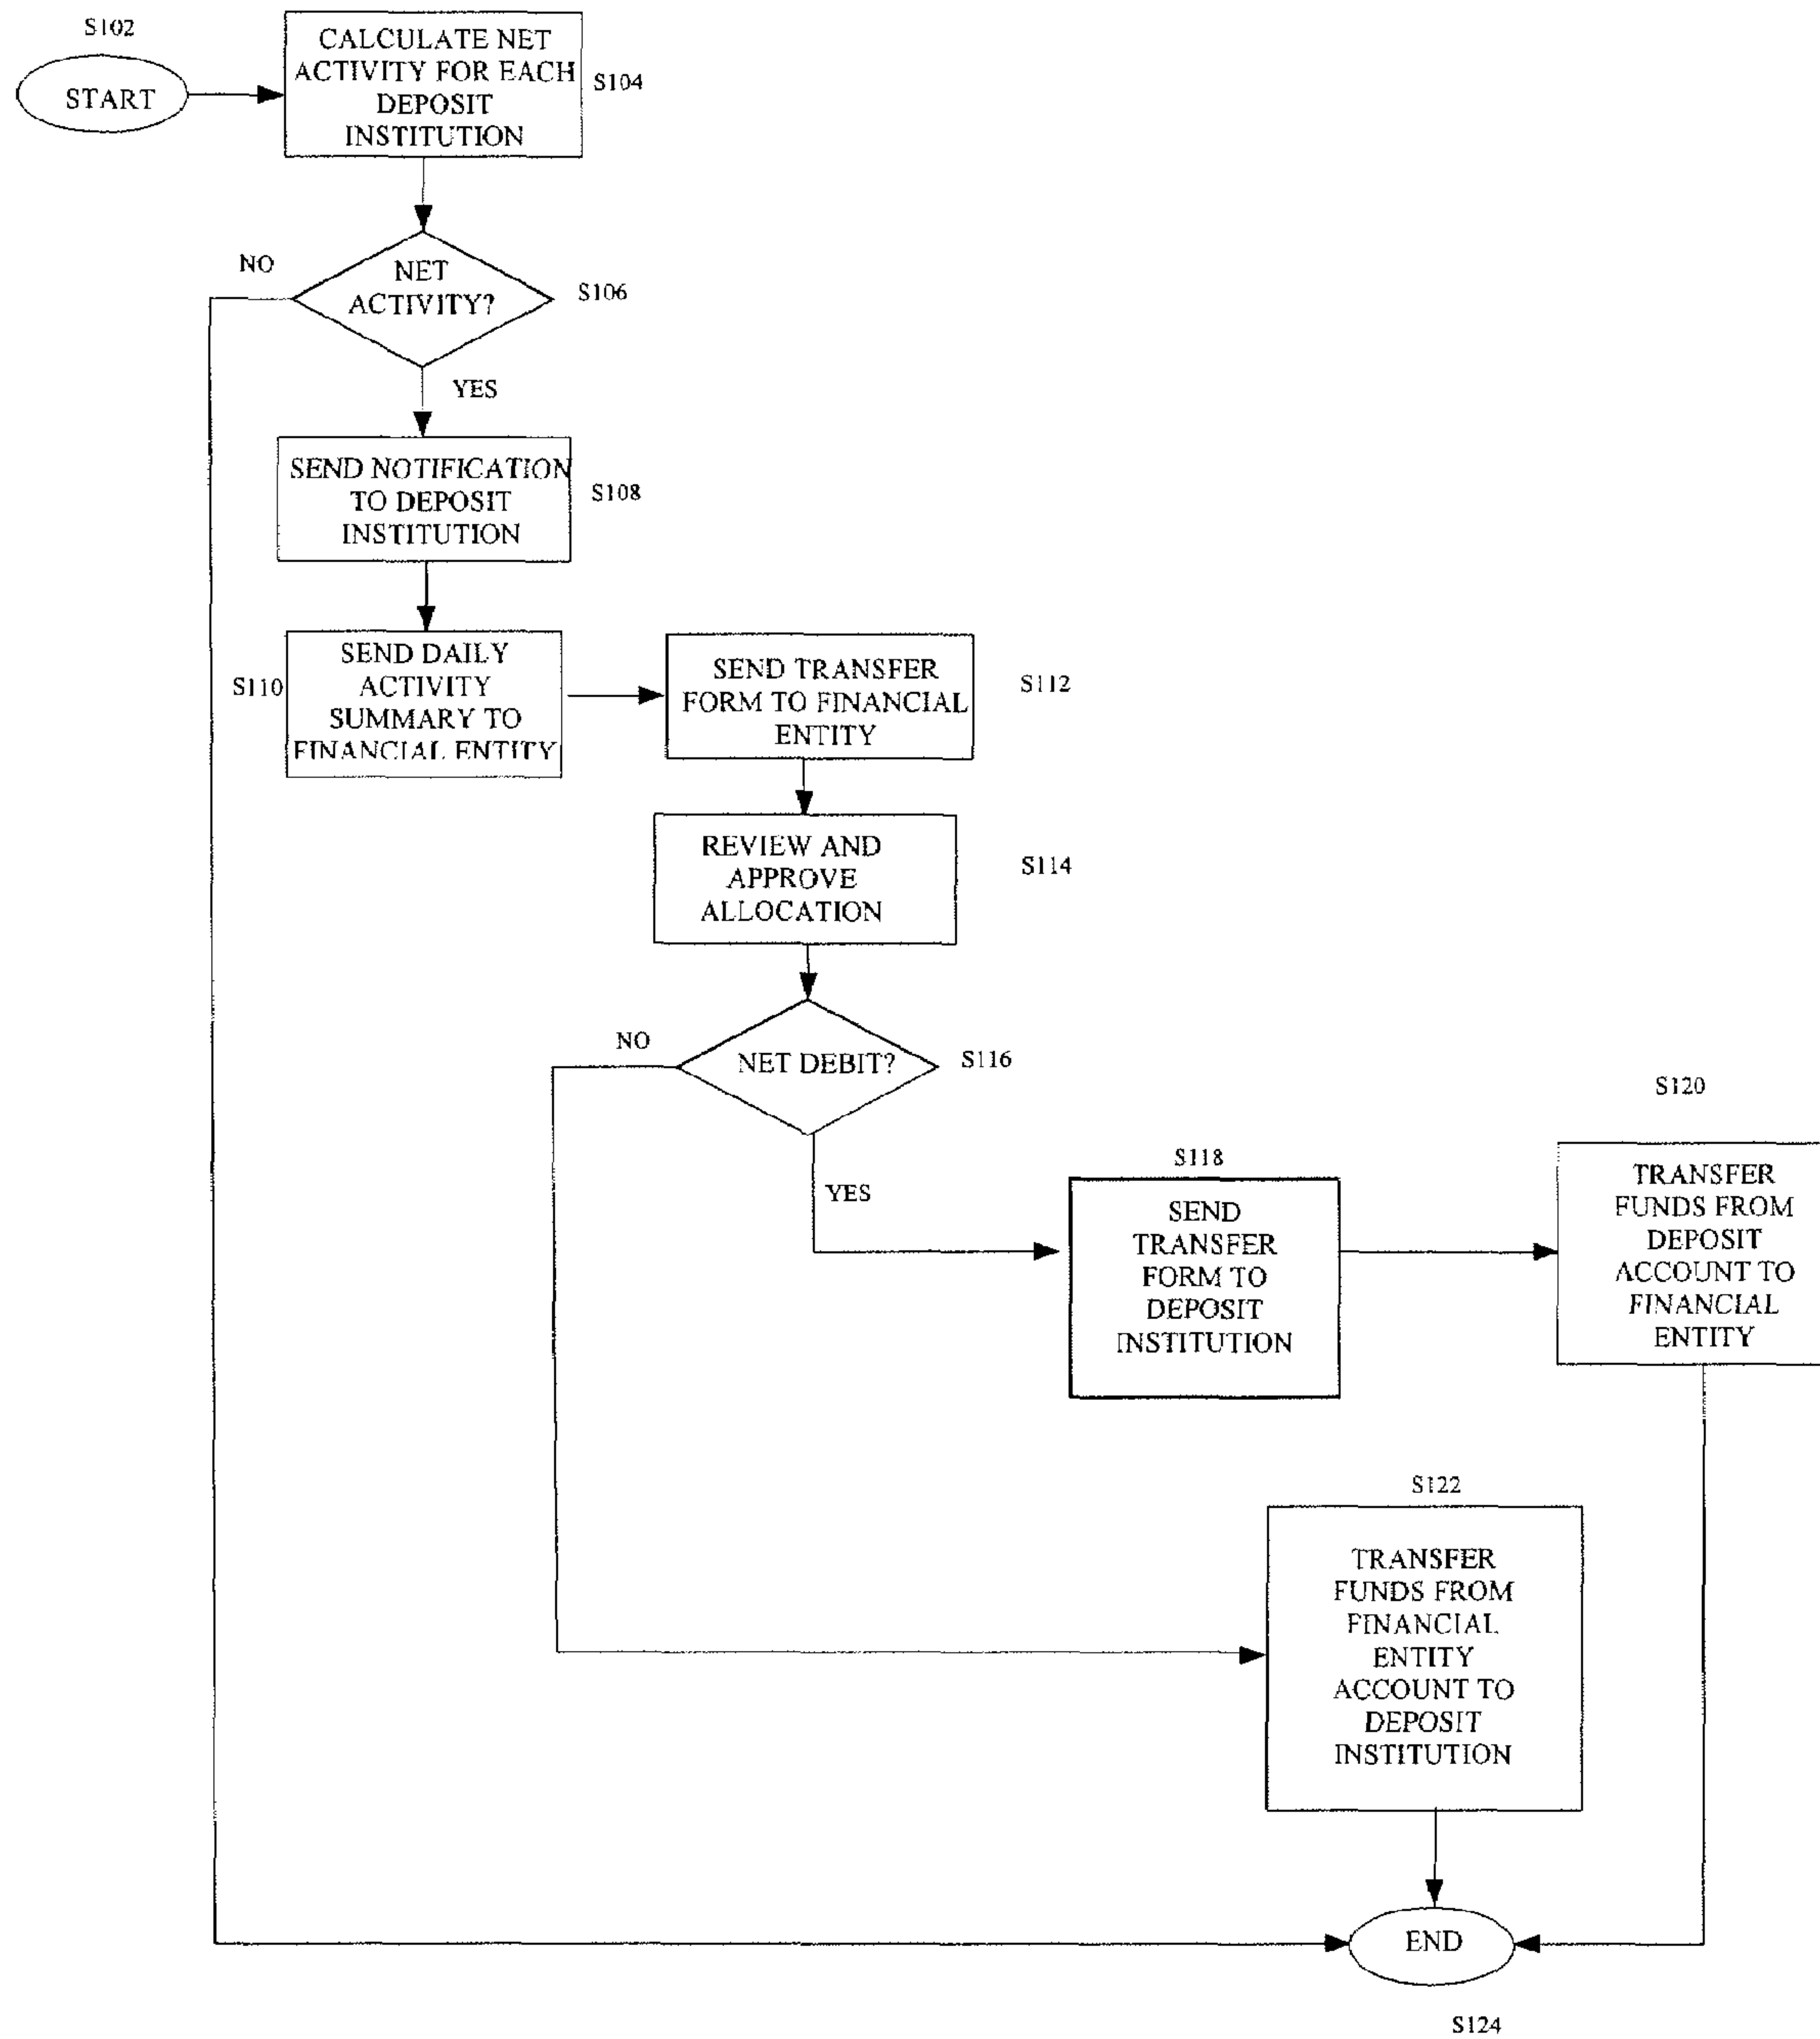 S102
START
CALCULATE NET
ACTIVITY FOR EACH
DEPOSIT
INSTITUTION
S104
NO
NET
ACTIVITY?
S106
YES
SEND NOTIFICATION
TO DEPOSIT
INSTITUTION
S108
S110
SEND DAILY
ACTIVITY
SUMMARY TO
FINANCIAL ENTITY
SEND TRANSFER
FORM TO FINANCIAL
ENTITY
S112
REVIEW AND
APPROVE
ALLOCATION
S114
NO
NET DEBIT?
S116
YES
S118
SEND
TRANSFER
FORM TO
DEPOSIT
INSTITUTION
S120
TRANSFER
FUNDS FROM
DEPOSIT
ACCOUNT TO
FINANCIAL
ENTITY
S122
TRANSFER
FUNDS FROM
FINANCIAL
ENTITY
ACCOUNT TO
DEPOSIT
INSTITUTION
END
S124